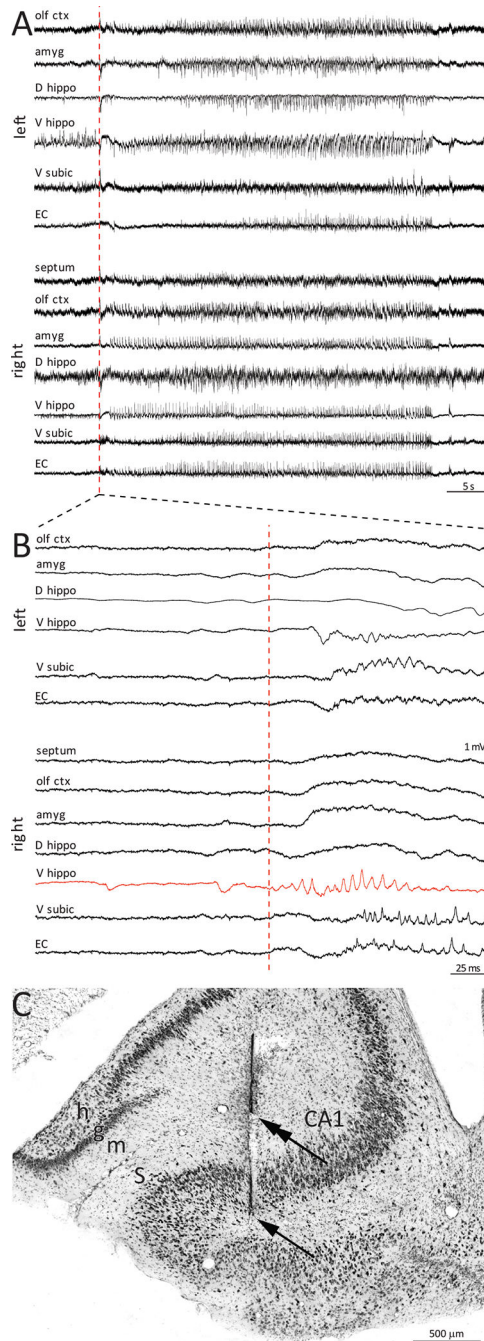 A
olf ctx
amyg
D hippo
left
V hippo
V subic
EC
septum
olf ctx
right
amyg
D hippo
V hippo
V subic
EC
5 s
B
olf ctx
amyg
D hippo
left
V hippo
V subic
EC
septum
1 mV
olf ctx
right
amyg
D hippo
V hippo
V subic
EC
25 ms
C
h
g
m
CA1
S
500 μm